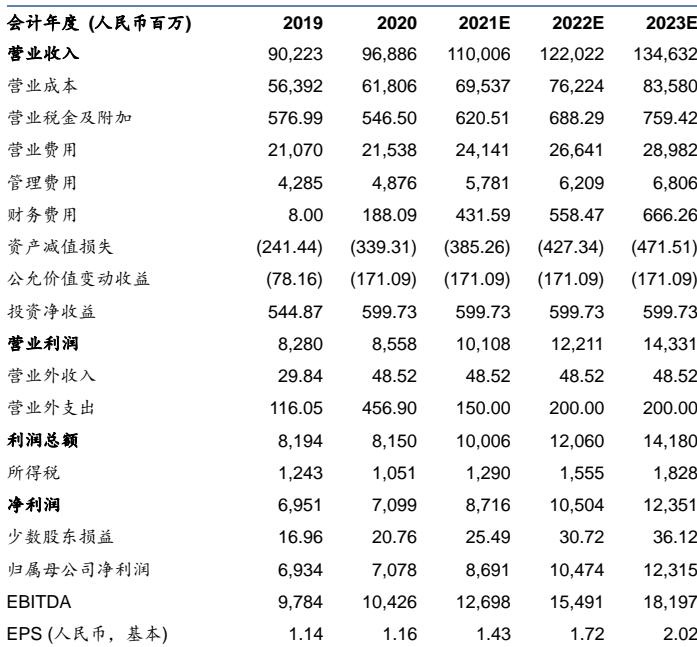 会计年度 (人民币百万) 2019 2020 2021E 2022E 2023E
营业收入 90,223 96,886 110,006 122,022 134,632
营业成本 56,392 61,806 69,537 76,224 83,580
营业税金及附加 576.99 546.50 620.51 688.29 759.42
营业费用 21,070 21,538 24,141 26,641 28,982
管理费用 4,285 4,876 5,781 6,209 6,806
财务费用 8.00 188.09 431.59 558.47 666.26
资产减值损失 (241.44) (339.31) (385.26) (427.34) (471.51)
公允价值变动收益 (78.16) (171.09) (171.09) (171.09) (171.09)
投资净收益 544.87 599.73 599.73 599.73 599.73
营业利润 8,280 8,558 10,108 12,211 14,331
营业外收入 29.84 48.52 48.52 48.52 48.52
营业外支出 116.05 456.90 150.00 200.00 200.00
利润总额 8,194 8,150 10,006 12,060 14,180
所得税 1,243 1,051 1,290 1,555 1,828
净利润 6,951 7,099 8,716 10,504 12,351
少数股东损益 16.96 20.76 25.49 30.72 36.12
归属母公司净利润 6,934 7,078 8,691 10,474 12,315
EBITDA 9,784 10,426 12,698 15,491 18,197
EPS (人民币，基本) 1.14 1.16 1.43 1.72 2.02